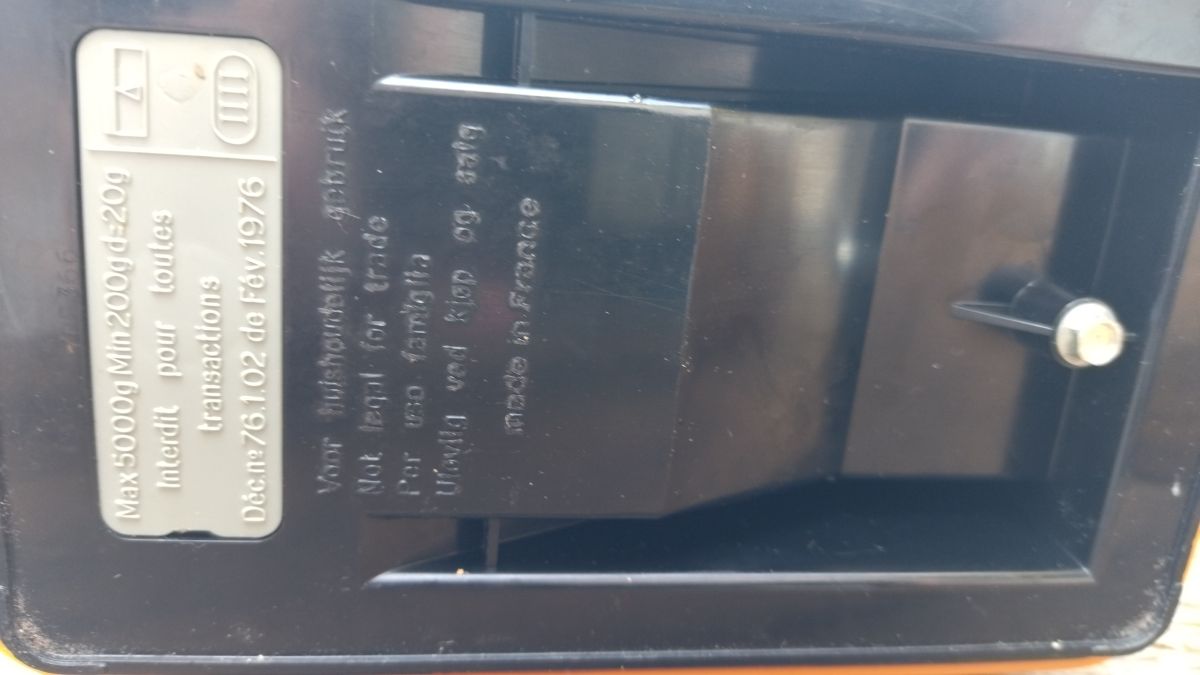 Max 5000g Min 200g d=20g
Interdit pour toutes
transactions
Déc.nº 76.1.02 de Fév.1976
Voor huishoudelijk gebruik
Not legal for trade
Per uso famiglia
Ulovlig ved kjøp og salg
made in France